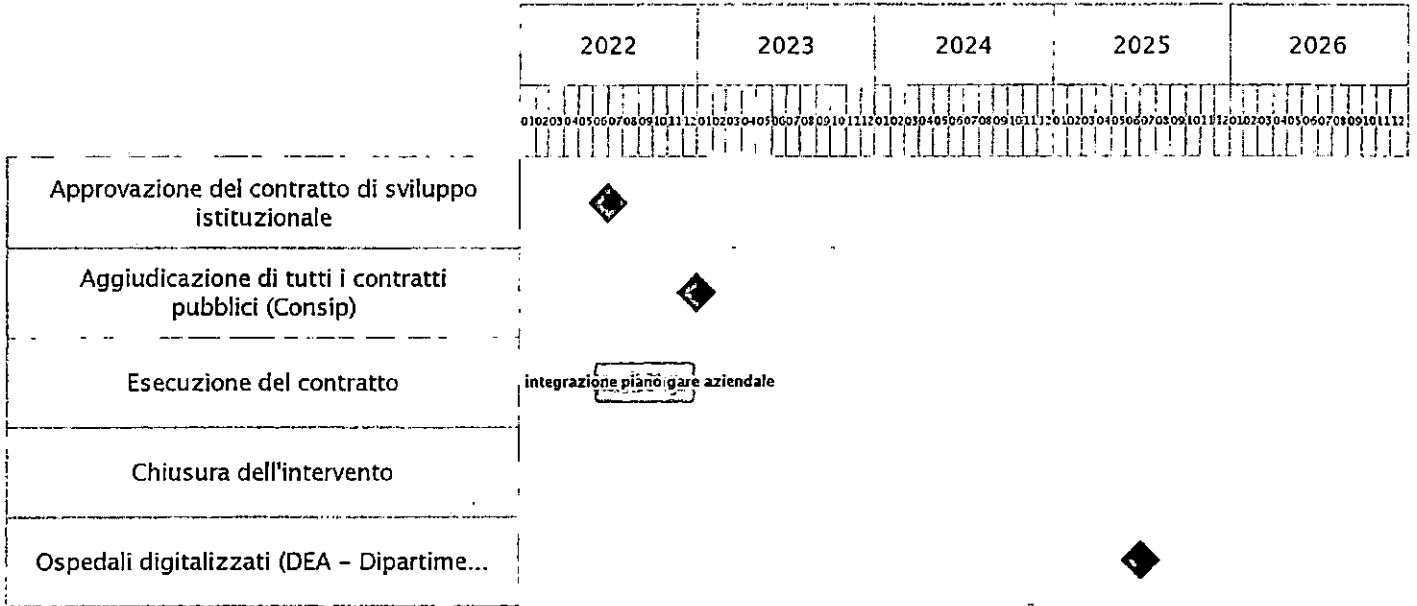 2022 2023 2024 2025 2026
010203040506070809101112010203040506070809101112010203040506070809101112010203040506070809101112010203040506070809101112
Approvazione del contratto di sviluppo
istituzionale
Aggiudicazione di tutti i contratti
pubblici (Consip)
Esecuzione del contratto
integrazione piano gare aziendale
Chiusura dell'intervento
Ospedali digitalizzati (DEA – Dipartime...